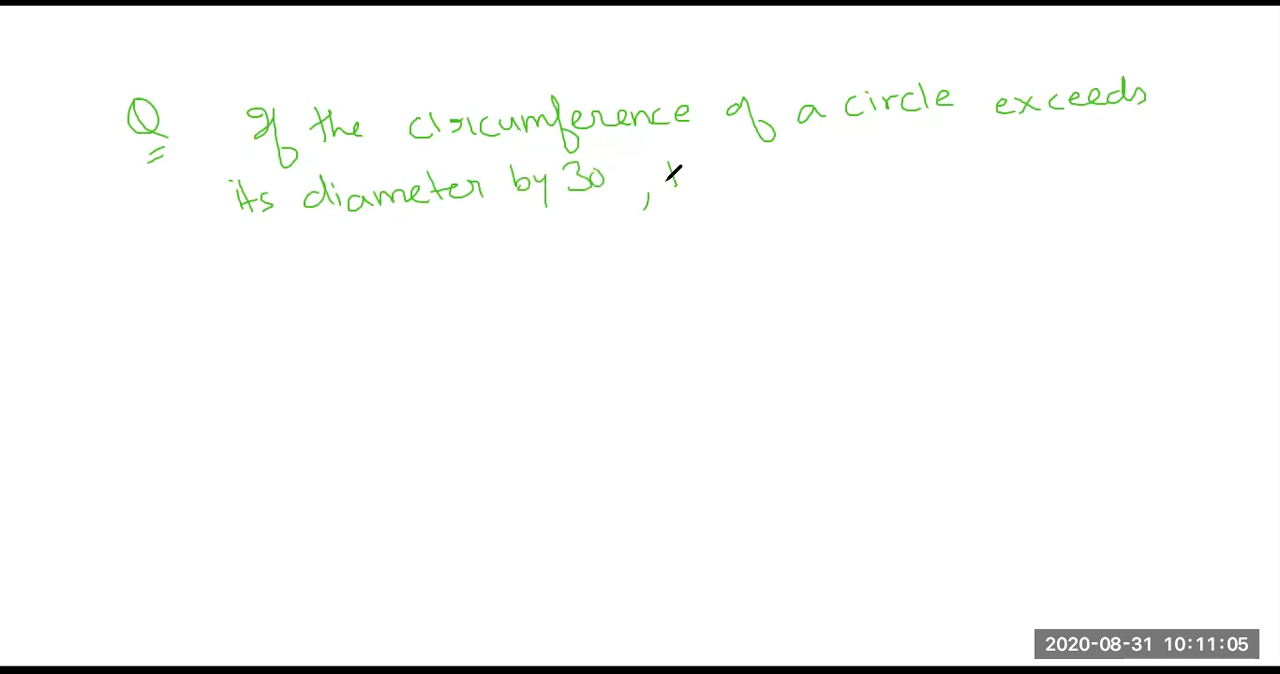 Q If the circumference of a circle exceeds
its diameter by 30, t
2020-08-31 10:11:05